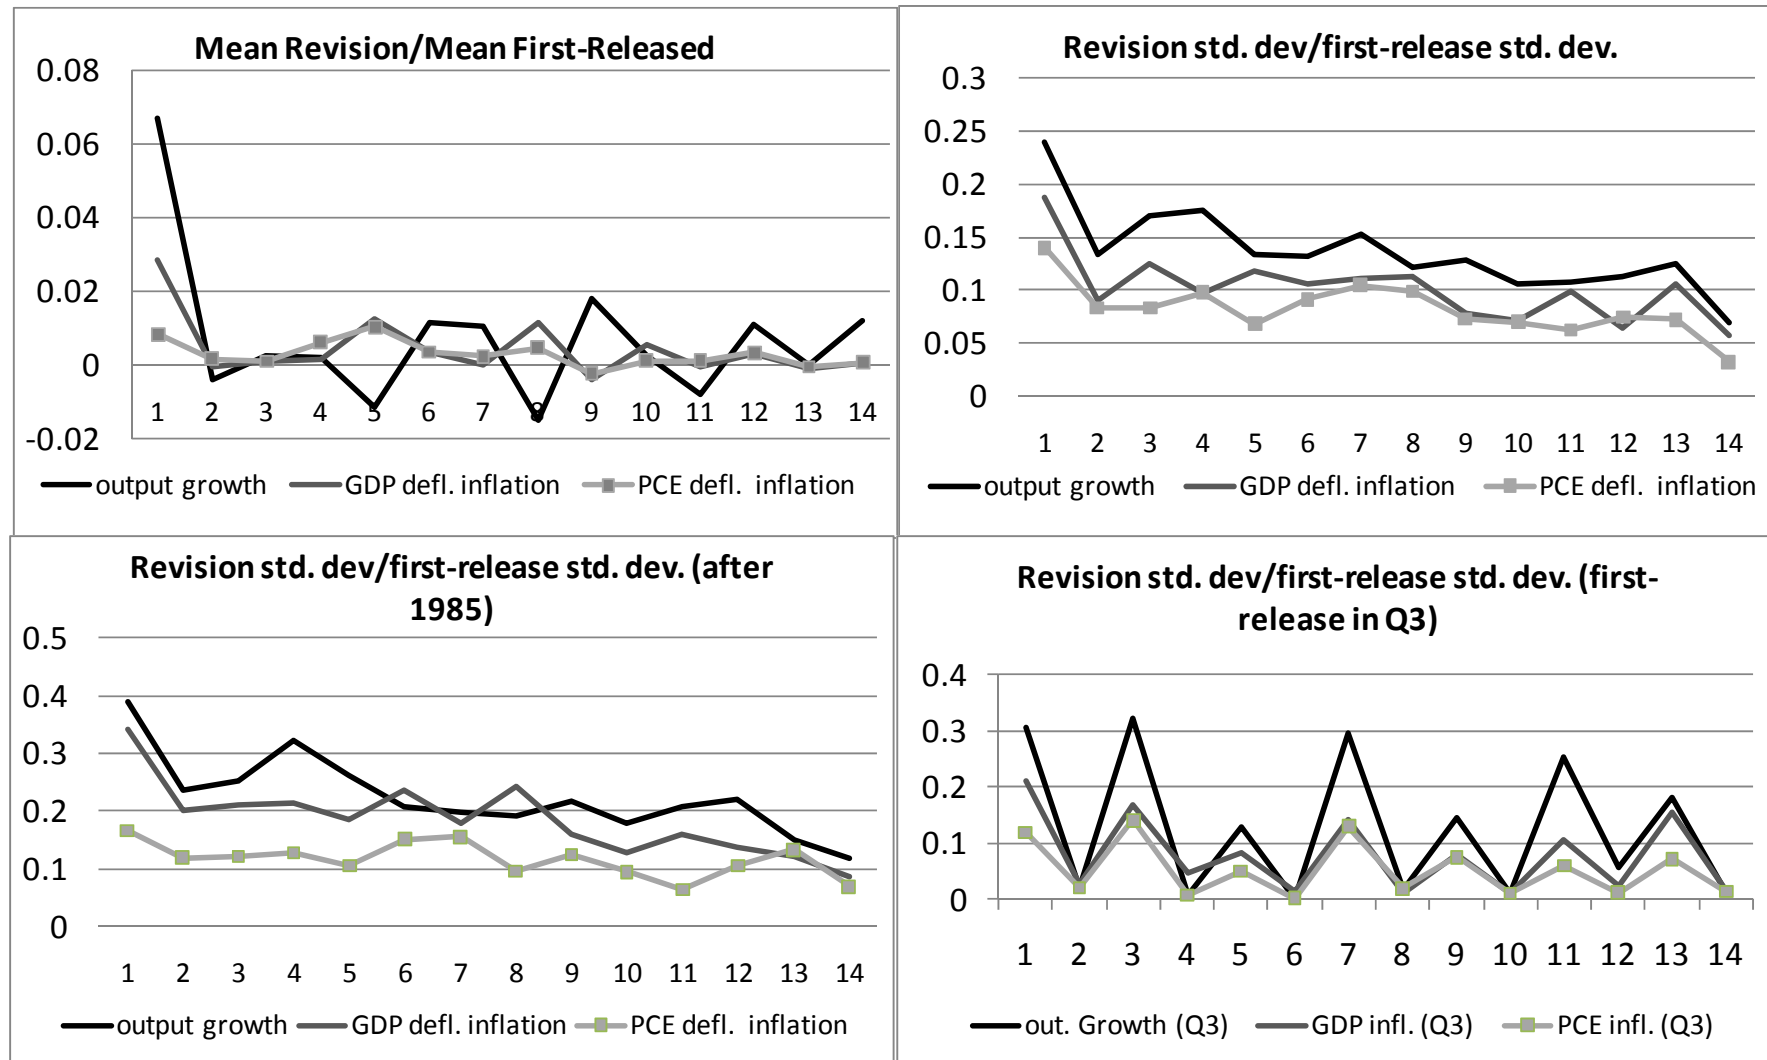 Mean Revision/Mean First-Released
0.08
0.06
0.04
0.02
0
-0.02
1 2 3 4 5 6 7 8 9 10 11 12 13 14
output growth GDP defl. inflation PCE defl. inflation
Revision std. dev/first-release std. dev.
0.3
0.25
0.2
0.15
0.1
0.05
0
1 2 3 4 5 6 7 8 9 10 11 12 13 14
output growth GDP defl. inflation PCE defl. inflation
Revision std. dev/first-release std. dev. (after
1985)
0.5
0.4
0.3
0.2
0.1
0
1 2 3 4 5 6 7 8 9 10 11 12 13 14
output growth GDP defl. inflation PCE defl. inflation
Revision std. dev/first-release std. dev. (first-
release in Q3)
0.4
0.3
0.2
0.1
0
1 2 3 4 5 6 7 8 9 10 11 12 13 14
out. Growth (Q3) GDP infl. (Q3) PCE infl. (Q3)